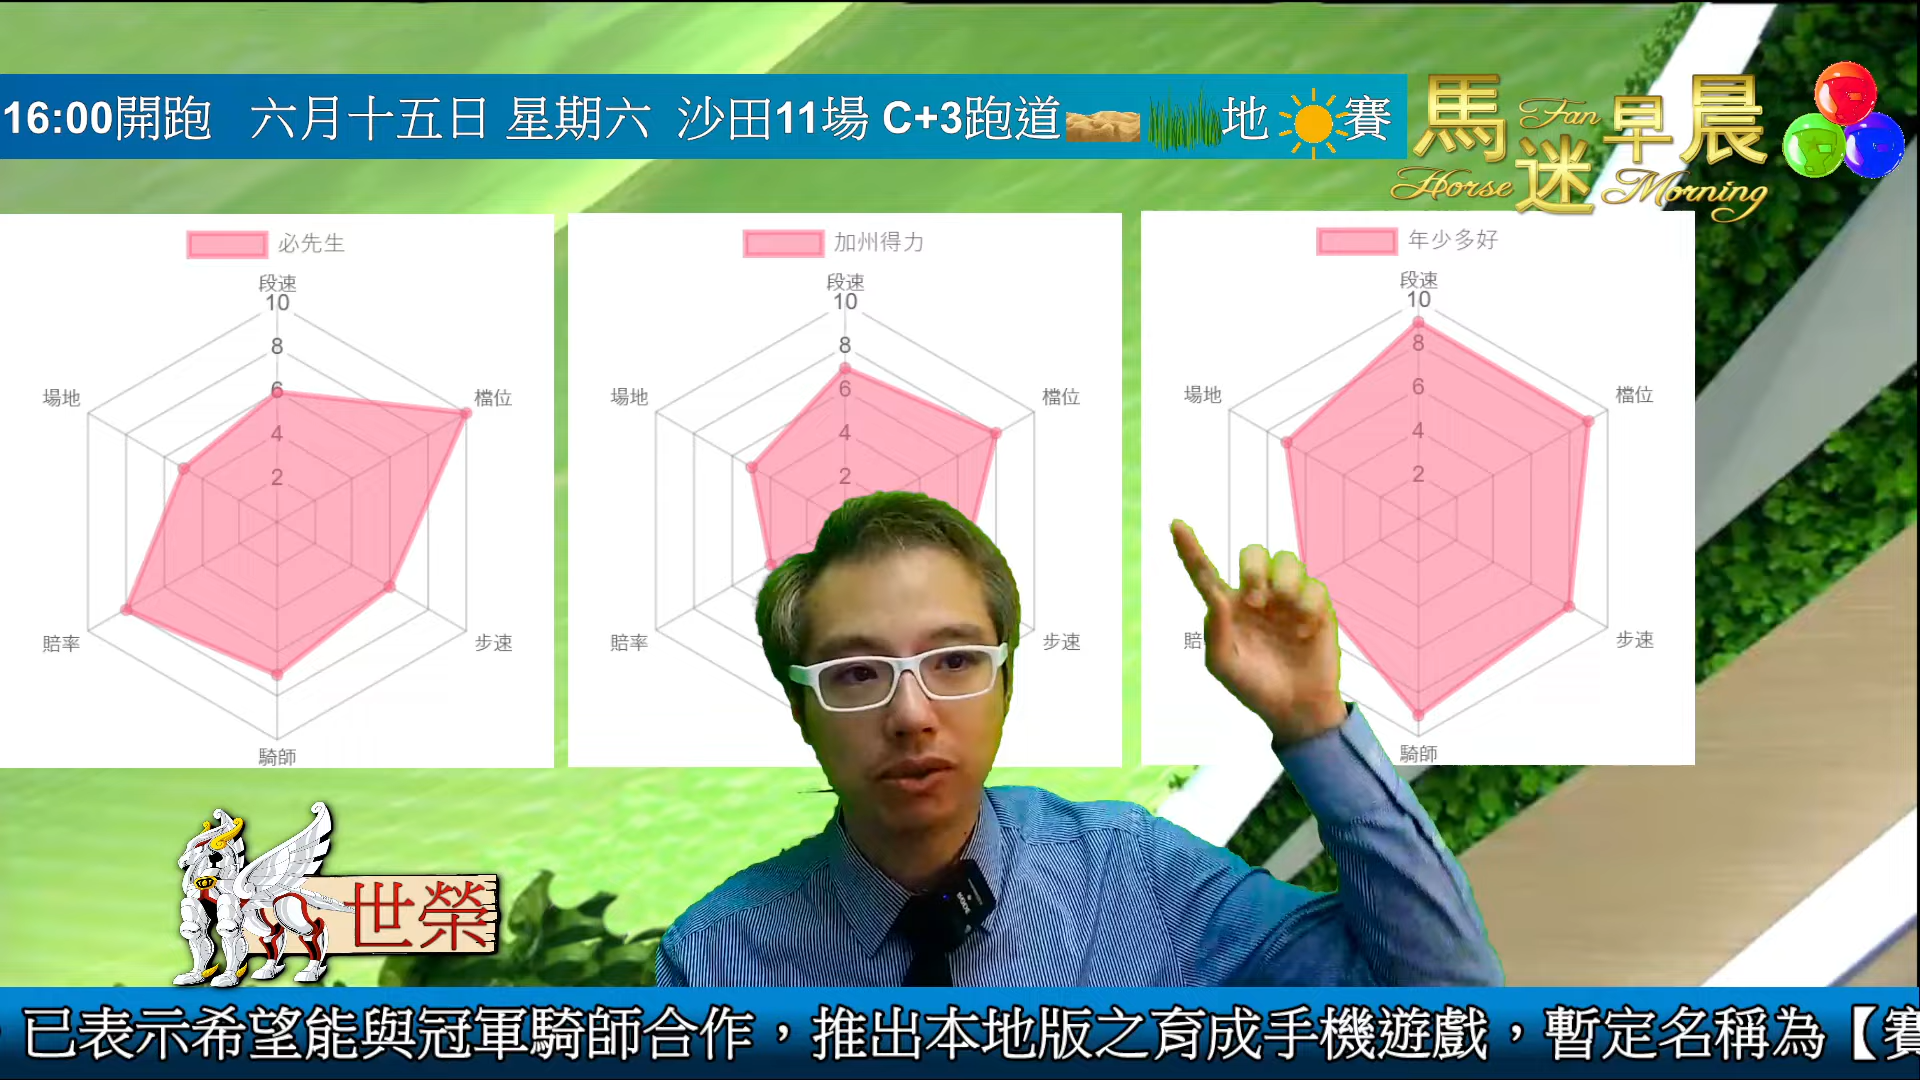 16:00開跑 六月十五日 星期六 沙田11場 C+3跑道地賽
馬迷早晨
Horse Fan Morning
必先生
段速
10
8
6
4
2
場地
檔位
賠率
步速
騎師
加州得力
段速
10
8
6
4
2
場地
檔位
賠率
步速
年少多好
段速
10
8
6
4
2
場地
檔位
賠
步速
騎師
世榮
已表示希望能與冠軍騎師合作，推出本地版之育成手機遊戲，暫定名稱為【賽